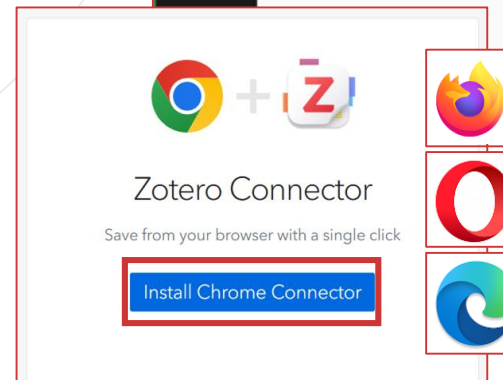 Z
Zotero Connector
Save from your browser with a single click
Install Chrome Connector